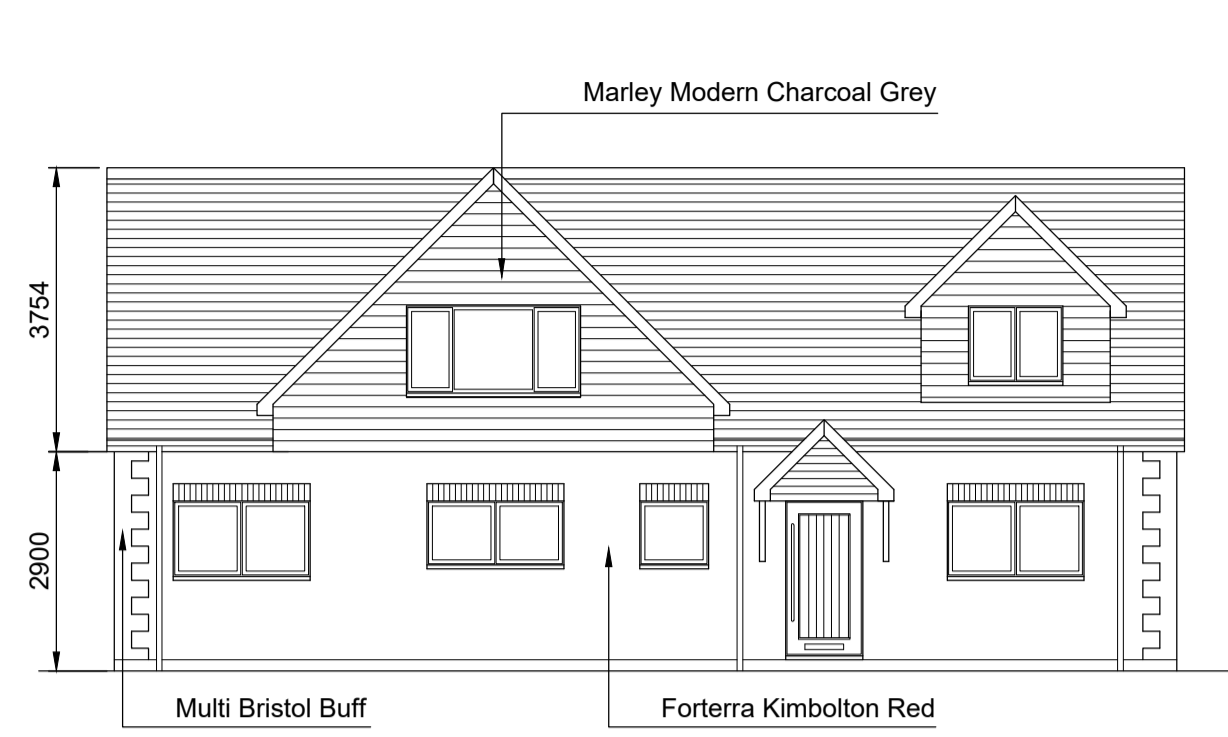 Marley Modern Charcoal Grey
3754
2900
Multi Bristol Buff
Forterra Kimbolton Red